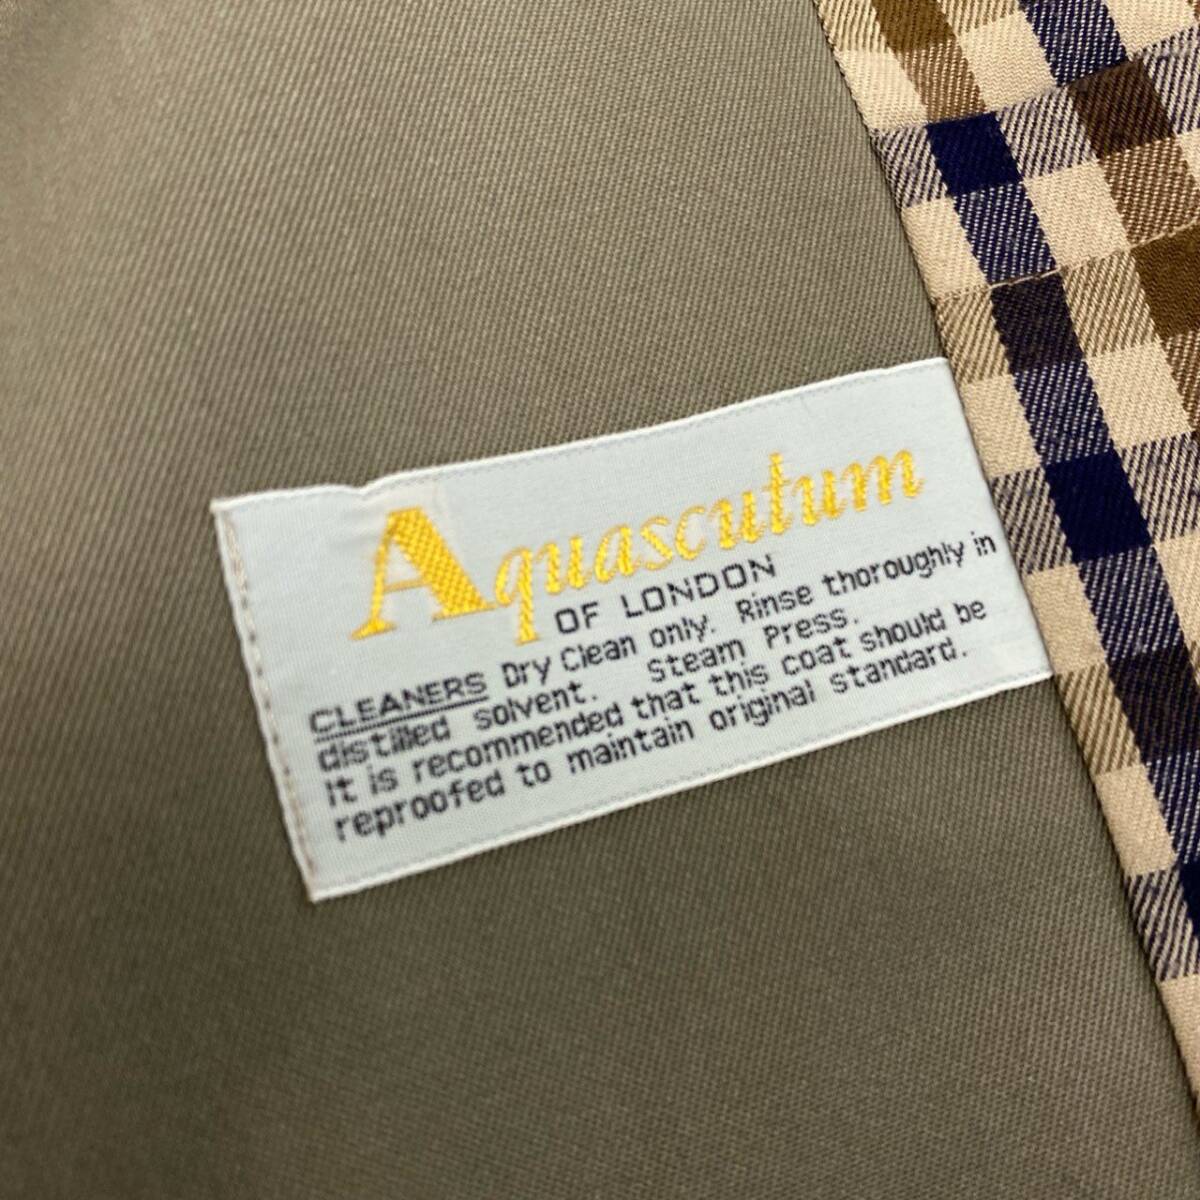 Aquascutum
OF LONDON
CLEANERS Dry Clean only. Rinse thoroughly in
distilled solvent. Steam Press.
It is recommended that this coat should be
reproofed to maintain original standard.